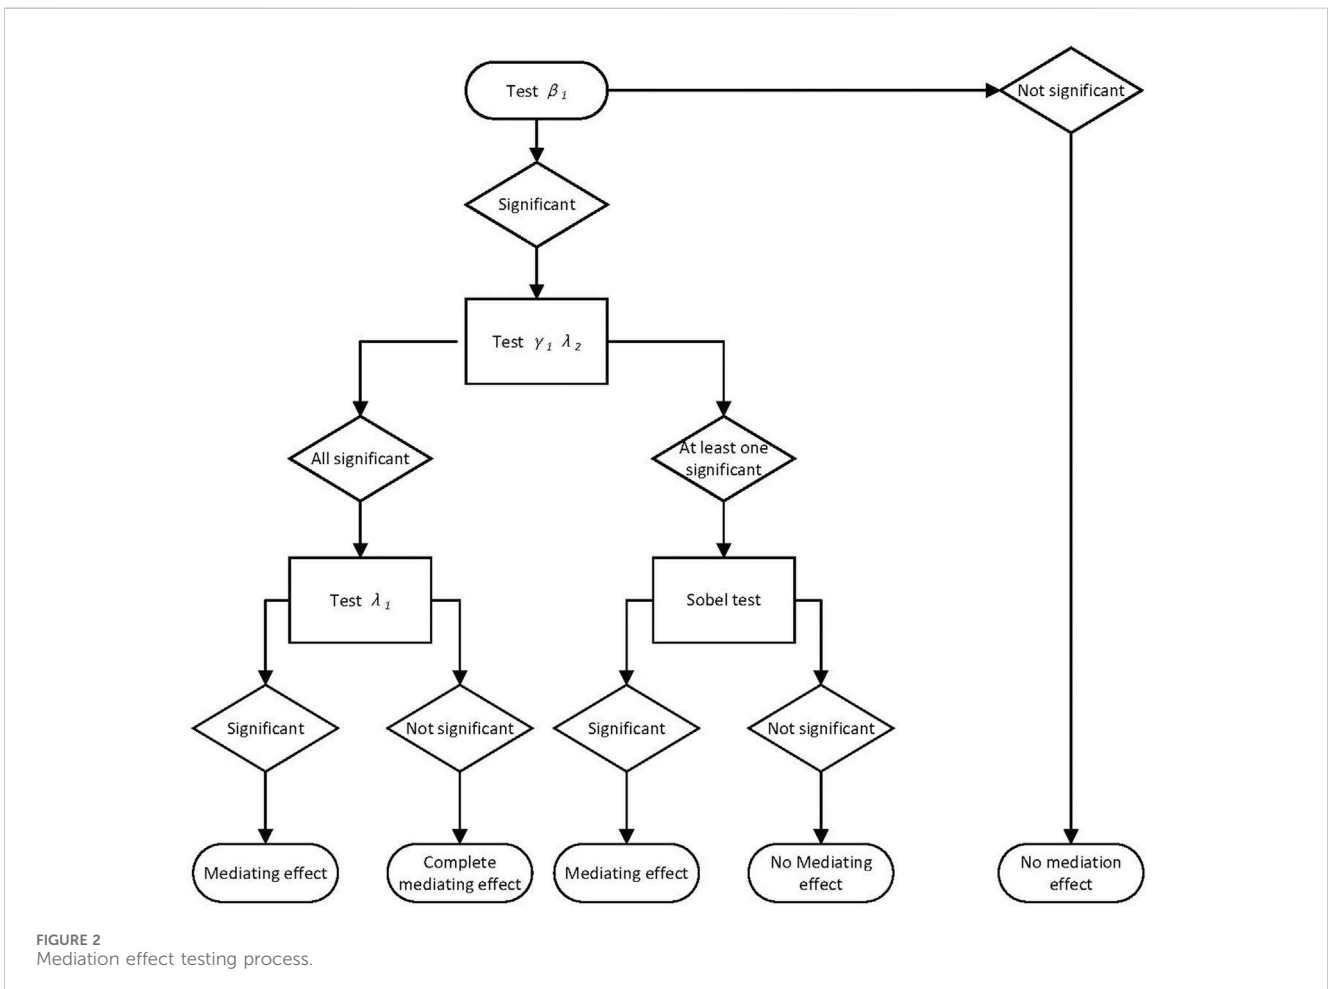 Test β1
Not significant
Significant
Test γ1 λ2
All significant
At least one
significant
Test λ1
Sobel test
Significant
Not significant
Significant
Not significant
Mediating effect
Complete
mediating effect
Mediating effect
No Mediating
effect
No mediation
effect
FIGURE 2
Mediation effect testing process.